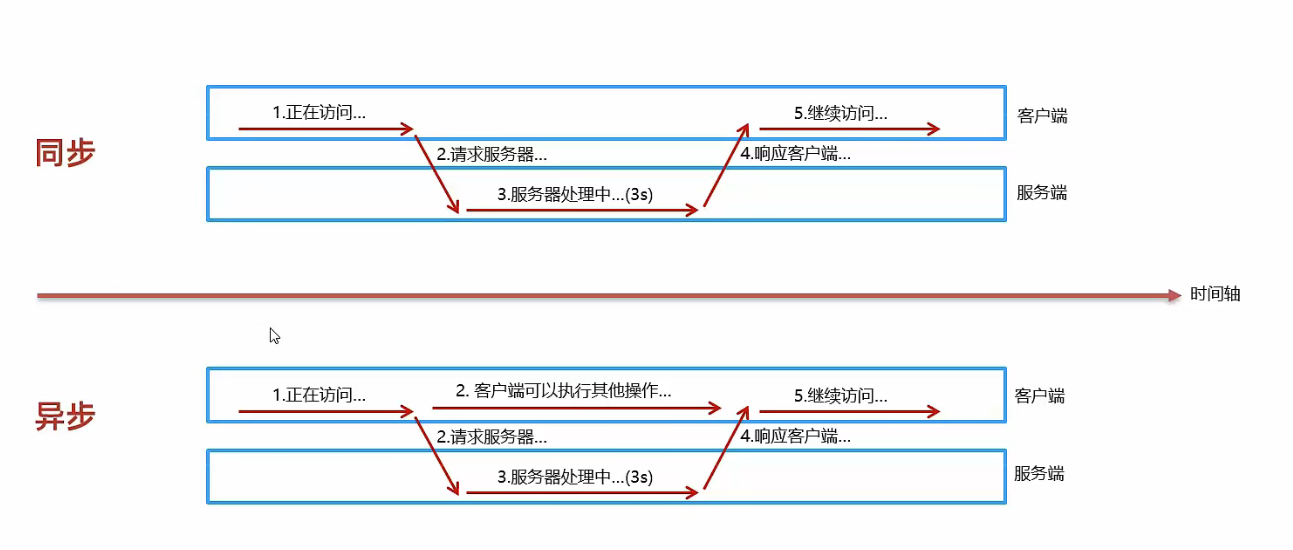 1.正在访问...
5.继续访问...
客户端
同步
2.请求服务器...
4.响应客户端...
3.服务器处理中...(3s)
服务端
时间轴
1.正在访问...
2. 客户端可以执行其他操作...
5.继续访问...
客户端
异步
2.请求服务器...
4.响应客户端...
3.服务器处理中...(3s)
服务端